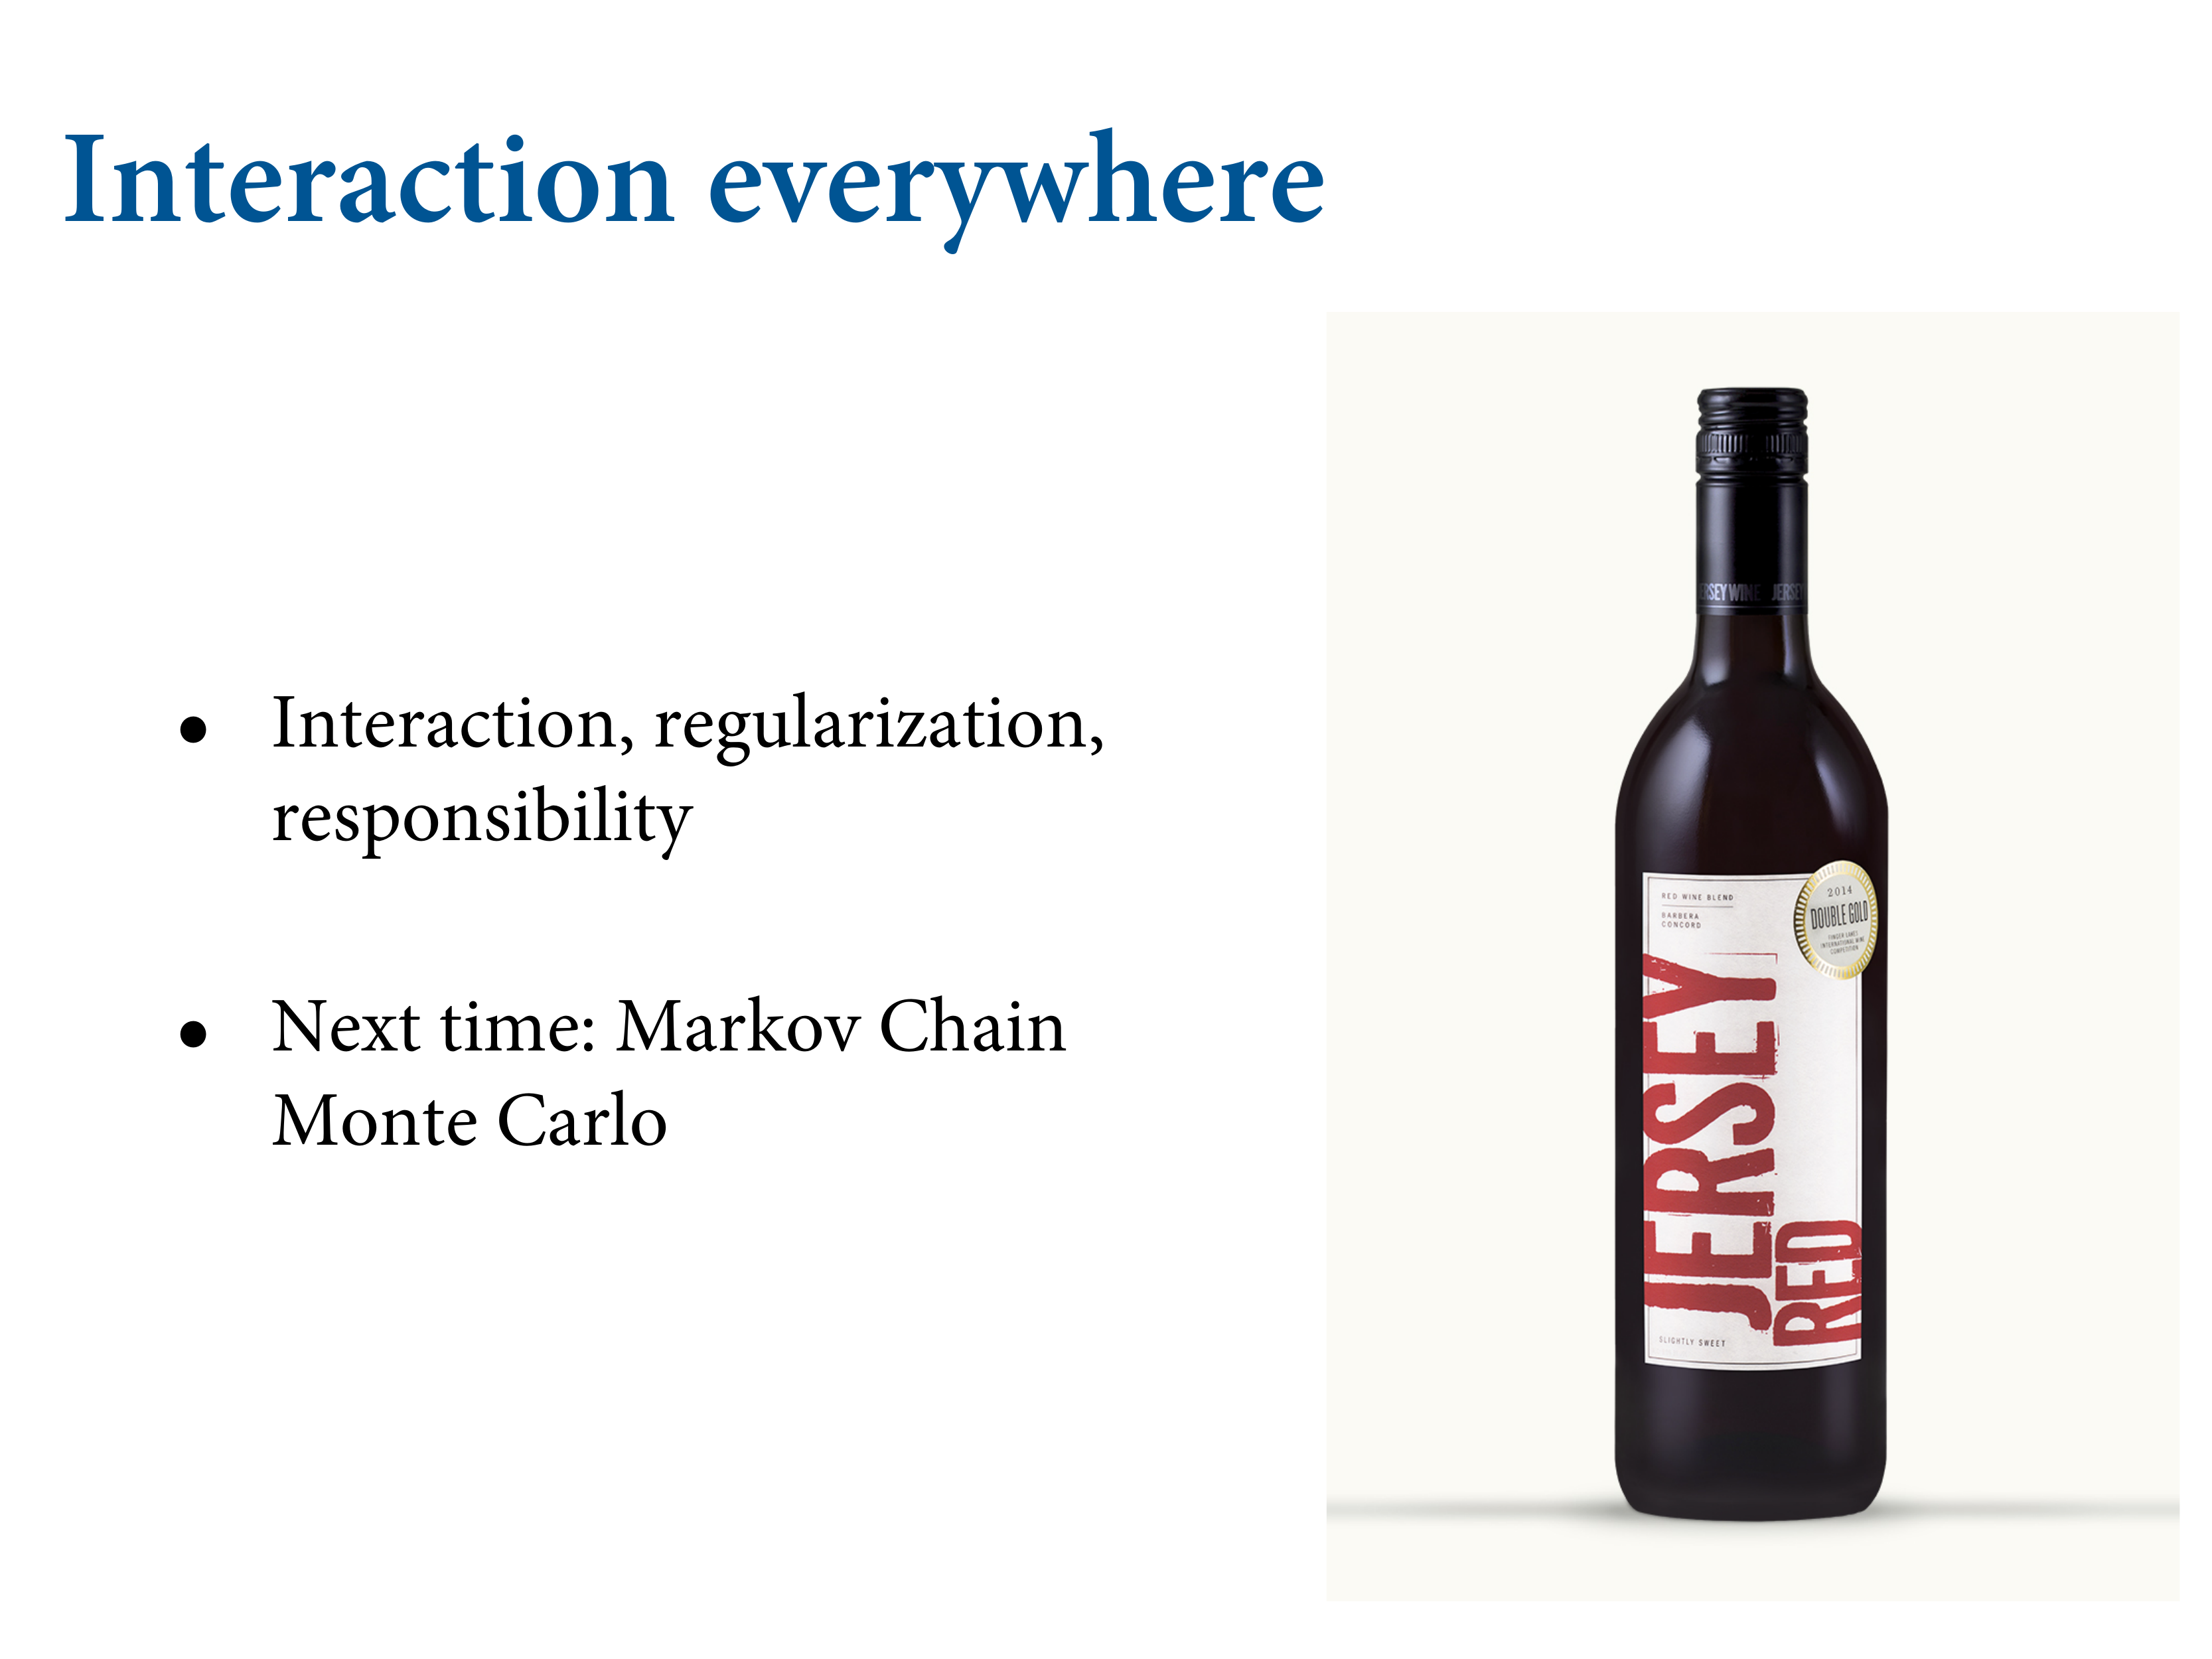 Interaction everywhere
• Interaction, regularization,
responsibility
• Next time: Markov Chain
Monte Carlo
ERSEY WINE JERSEY
RED WINE BLEND
BARBERA
CONCORD
2014
DOUBLE GOLD
FINGER LAKES
INTERNATIONAL WINE
COMPETITION
JERSEY
RED
SLIGHTLY SWEET